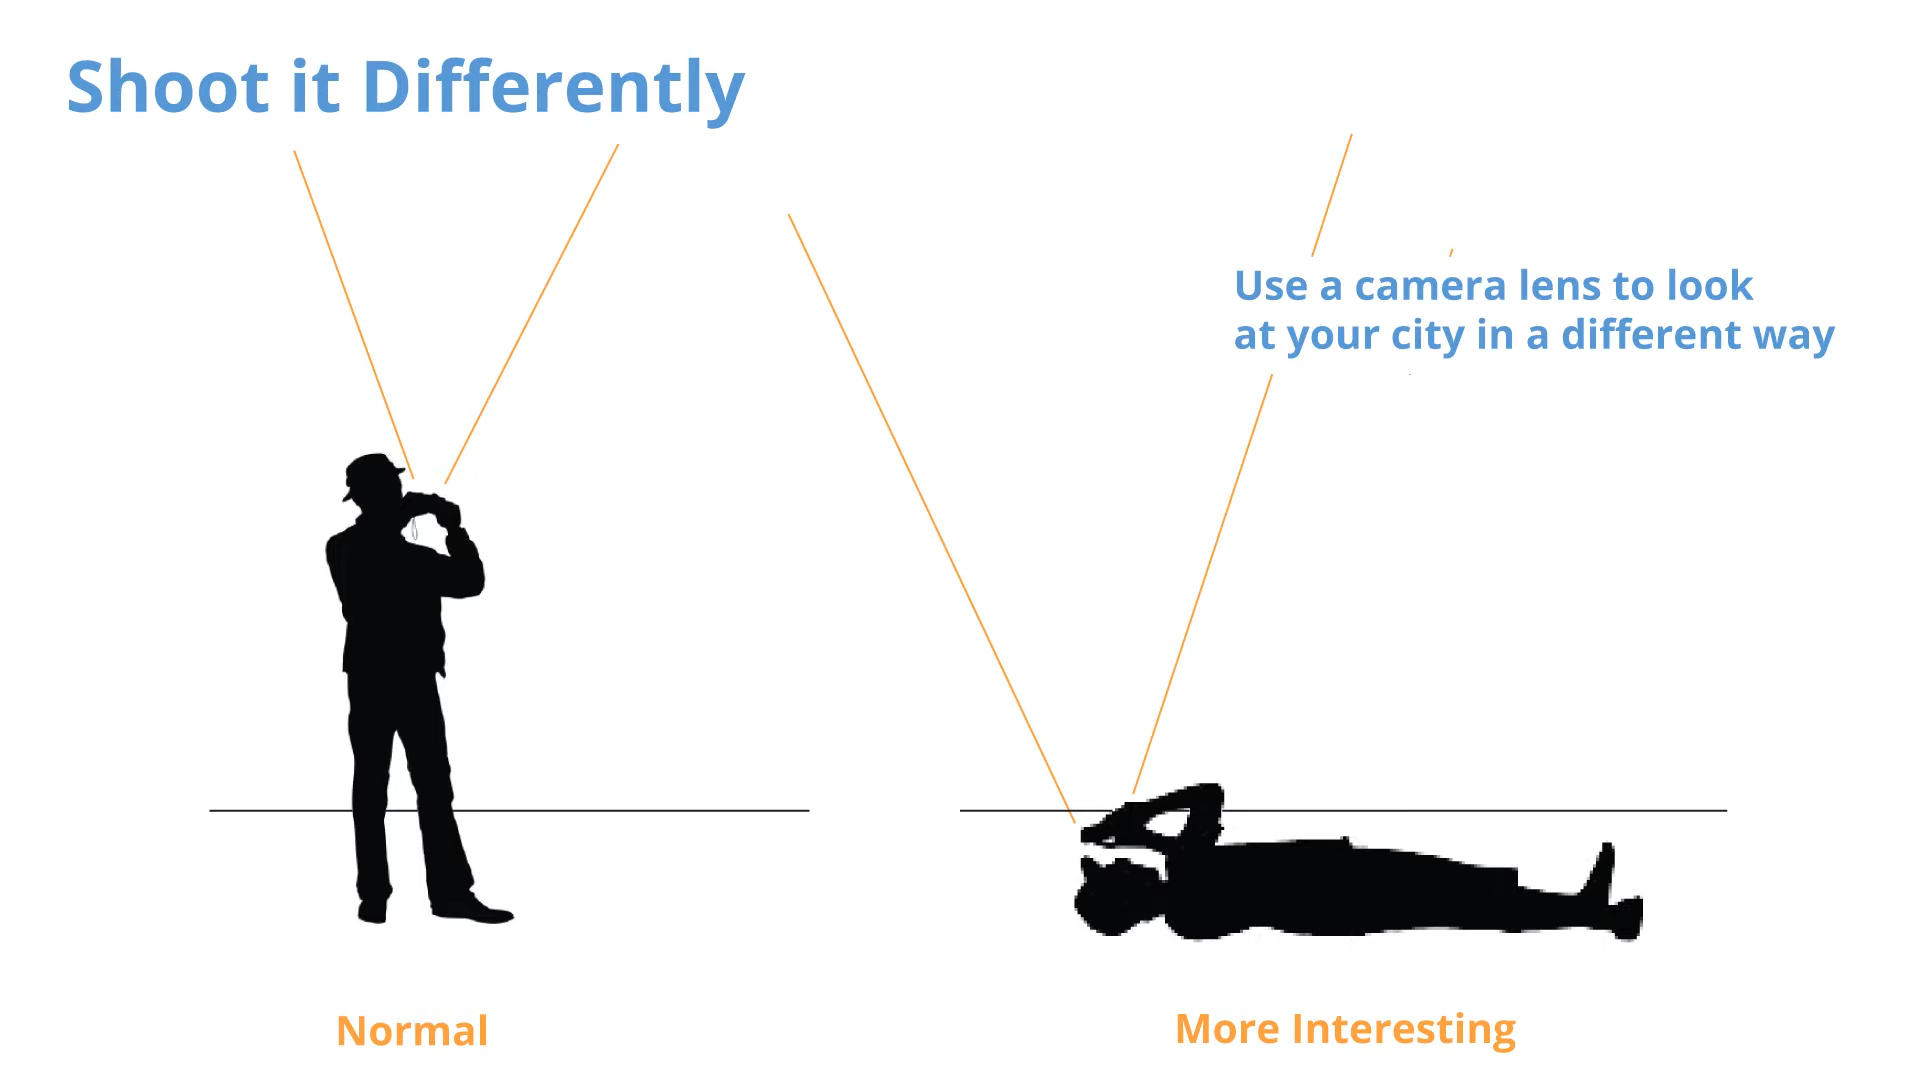 Shoot it Differently
Use a camera lens to look
at your city in a different way
Normal
More Interesting